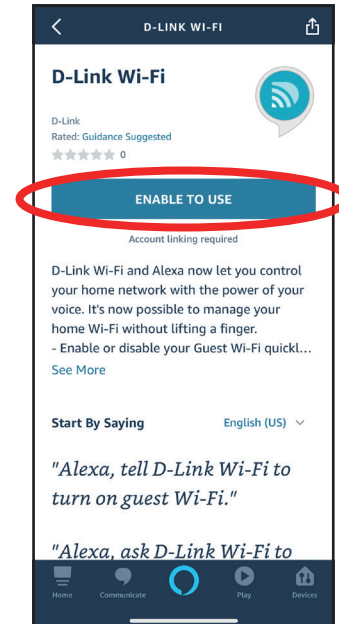 D-LINK WI-FI
D-Link Wi-Fi
D-Link
Rated: Guidance Suggested
0
ENABLE TO USE
Account linking required
D-Link Wi-Fi and Alexa now let you control
your home network with the power of your
voice. It's now possible to manage your
home Wi-Fi without lifting a finger.
- Enable or disable your Guest Wi-Fi quickl...
See More
Start By Saying English (US)
"Alexa, tell D-Link Wi-Fi to
turn on guest Wi-Fi."
"Alexa, ask D-Link Wi-Fi to
Home Communicate Play Devices